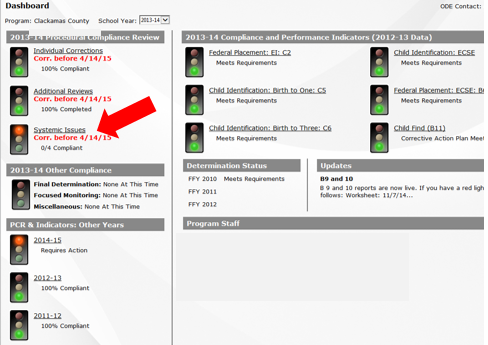 Dashboard
ODE Contact:
Program: Clackamas County School Year: 2013-14
2013-14 Procedural Compliance Review
Individual Corrections
Corr. before 4/14/15
100% Compliant
Additional Reviews
Corr. before 4/14/15
100% Completed
Systemic Issues
Corr. before 4/14/15
0/4 Compliant
2013-14 Other Compliance
Final Determination: None At This Time
Focused Monitoring: None At This Time
Miscellaneous: None At This Time
PCR & Indicators: Other Years
2014-15
Requires Action
2012-13
100% Compliant
2011-12
100% Compliant
2013-14 Compliance and Performance Indicators (2012-13 Data)
Federal Placement: EI: C2
Meets Requirements
Child Identification: ECSE
Meets Requirements
Child Identification: Birth to One: C5
Meets Requirements
Federal Placement: ECSE: B
Meets Requirements
Child Identification: Birth to Three: C6
Meets Requirements
Child Find (B11)
Corrective Action Plan Meet
Determination Status
FFY 2010 Meets Requirements
FFY 2011
FFY 2012
Updates
B9 and 10
B 9 and 10 reports are now live. If you have a red ligh
follows: Worksheet: 11/7/14...
Program Staff